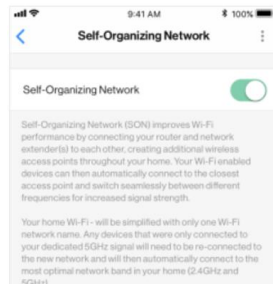 9:41 AM
100%
Self-Organizing Network
Self-Organizing Network
Self-Organizing Network (SON) improves Wi-Fi
performance by connecting your router and network
extender(s) to each other, creating additional wireless
access points throughout your home. Your Wi-Fi enabled
devices can then automatically connect to the closest
access point and switch seamlessly between different
frequencies for increased signal strength.
Your home Wi-Fi - will be simplified with only one Wi-Fi
network name. Any devices that were only connected to
your dedicated 5GHz signal will need to be re-connected to
the new network and will then automatically connect to the
most optimal network band in your home (2.4GHz and
5GHz).